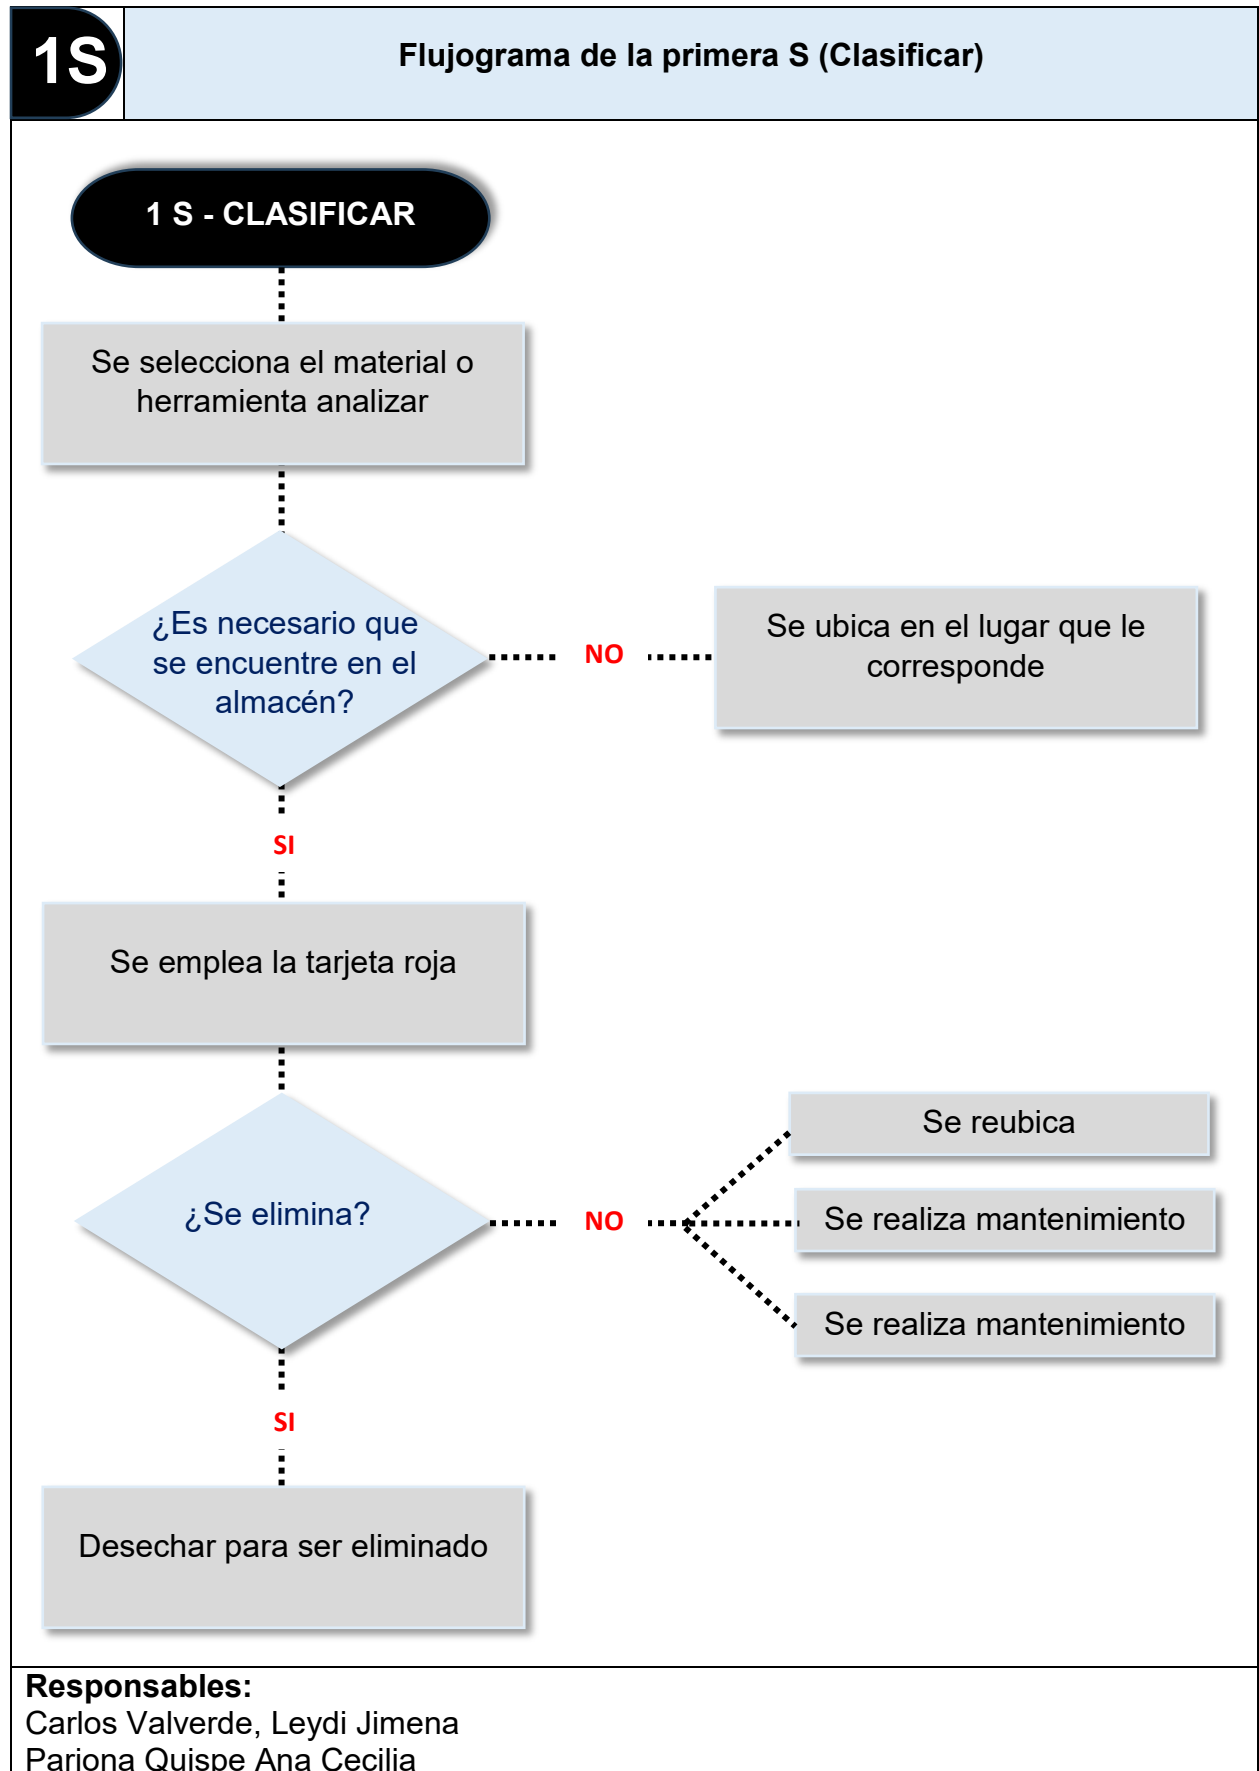 1S
Flujograma de la primera S (Clasificar)
1 S - CLASIFICAR
Se selecciona el material o
herramienta analizar
¿Es necesario que
se encuentre en el
almacén?
NO
Se ubica en el lugar que le
corresponde
SI
Se emplea la tarjeta roja
¿Se elimina?
NO
Se reubica
Se realiza mantenimiento
Se realiza mantenimiento
SI
Desechar para ser eliminado
Responsables:
Carlos Valverde, Leydi Jimena
Pariona Quispe Ana Cecilia